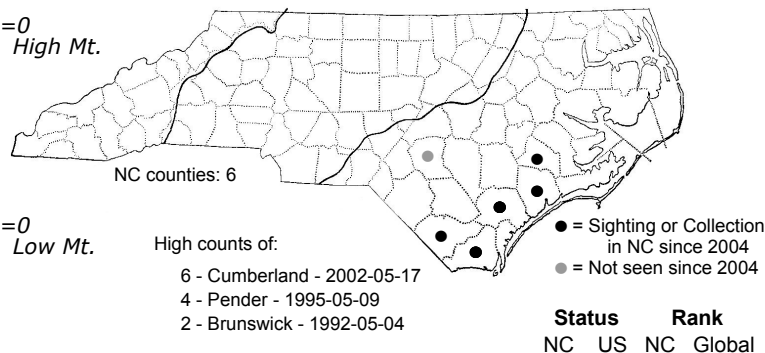 =0
High Mt.
NC counties: 6
=0
Low Mt.
High counts of:
6 - Cumberland - 2002-05-17
4 - Pender - 1995-05-09
2 - Brunswick - 1992-05-04
● = Sighting or Collection
in NC since 2004
● = Not seen since 2004
Status Rank
NC US NC Global